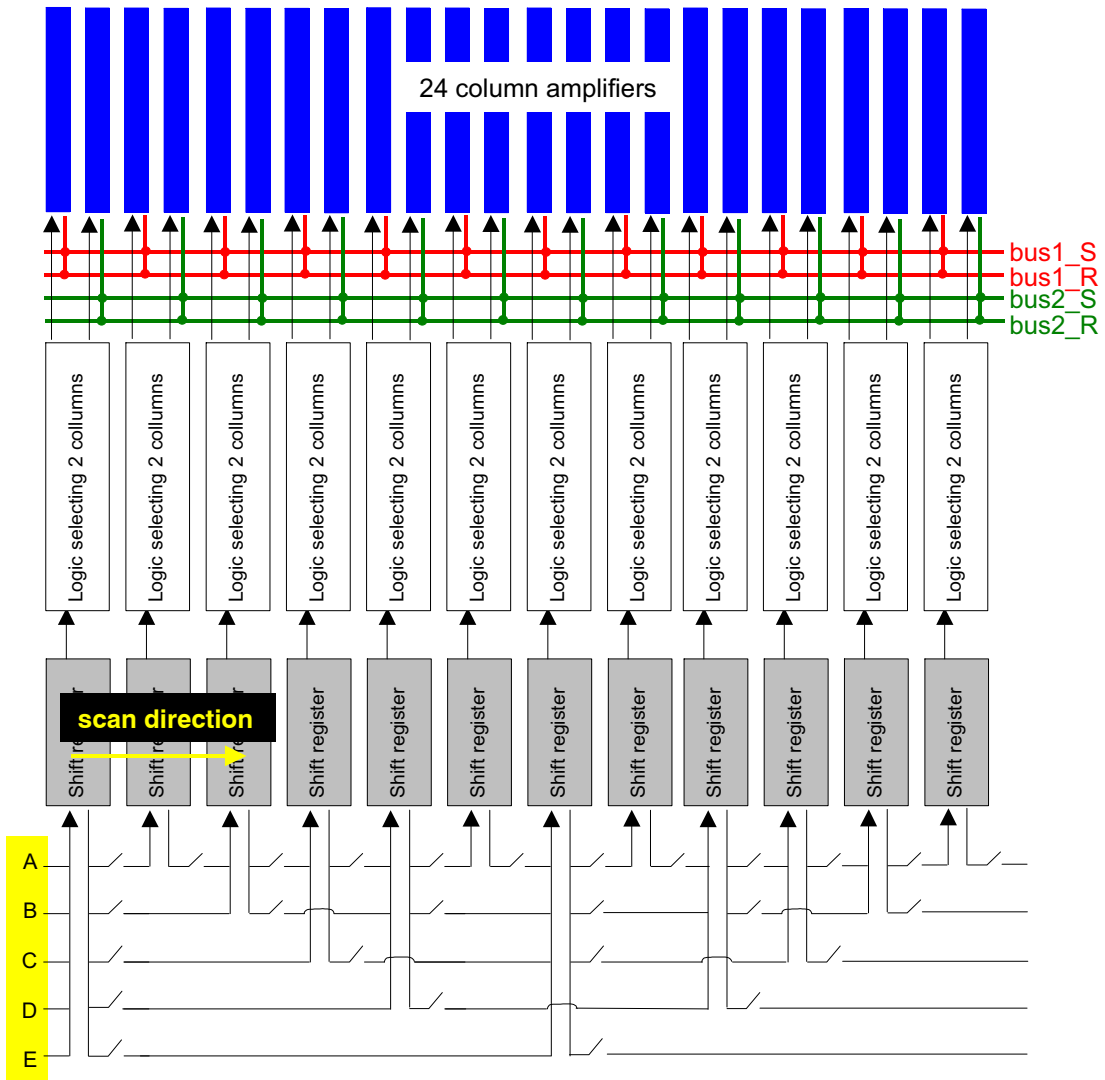 24 column amplifiers
bus1_S
bus1_R
bus2_S
bus2_R
Logic selecting 2 collumns
Logic selecting 2 collumns
Logic selecting 2 collumns
Logic selecting 2 collumns
Logic selecting 2 collumns
Logic selecting 2 collumns
Logic selecting 2 collumns
Logic selecting 2 collumns
Logic selecting 2 collumns
Logic selecting 2 collumns
Logic selecting 2 collumns
Logic selecting 2 collumns
scan direction
Shift
Shift
Shift
Shift register
Shift register
Shift register
Shift register
Shift register
Shift register
Shift register
Shift register
Shift register
A
B
C
D
E